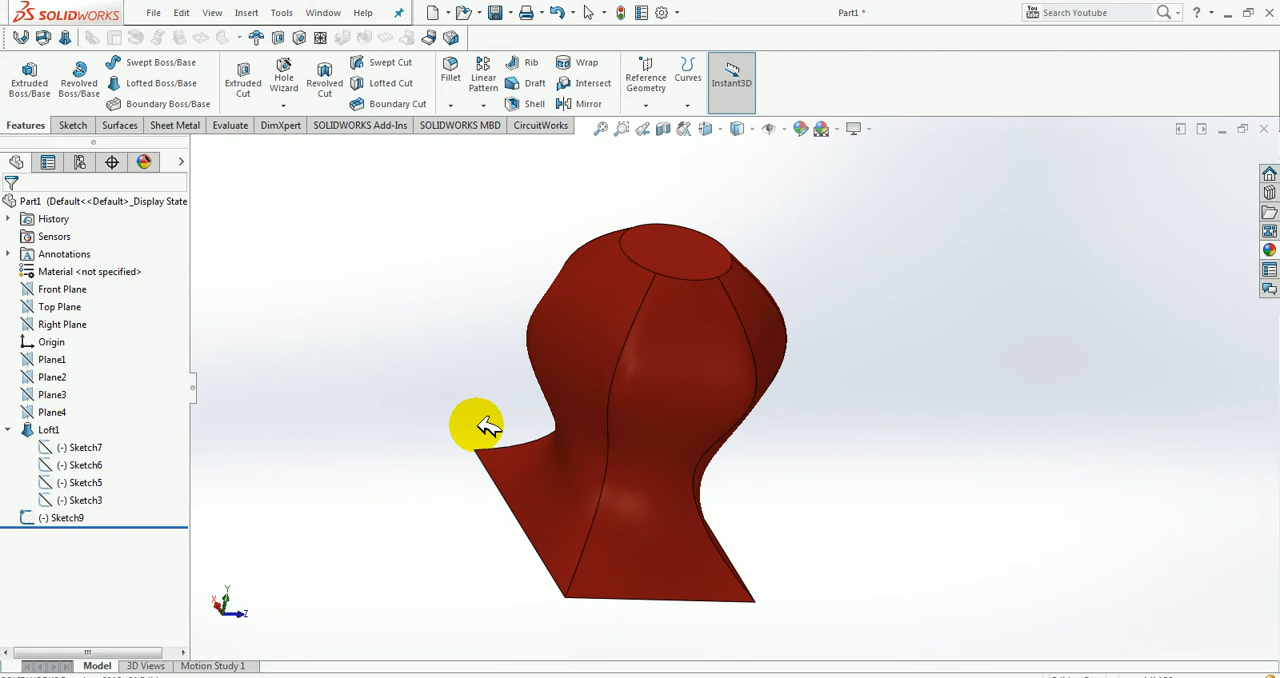 SOLIDWORKS File Edit View Insert Tools Window Help Part1 * Search Youtube ?
Extruded Boss/Base Revolved Boss/Base Swept Boss/Base Lofted Boss/Base Boundary Boss/Base Extruded Cut Hole Wizard Revolved Cut Swept Cut Lofted Cut Boundary Cut Fillet Linear Pattern Rib Draft Shell Wrap Intersect Mirror Reference Geometry Curves Instant3D
Features Sketch Surfaces Sheet Metal Evaluate DimXpert SOLIDWORKS Add-Ins SOLIDWORKS MBD CircuitWorks
Part1 (Default<<Default>_Display State
History
Sensors
Annotations
Material <not specified>
Front Plane
Top Plane
Right Plane
Origin
Plane1
Plane2
Plane3
Plane4
Loft1
(-) Sketch7
(-) Sketch6
(-) Sketch5
(-) Sketch3
(-) Sketch9
Y
X
Z
Model 3D Views Motion Study 1